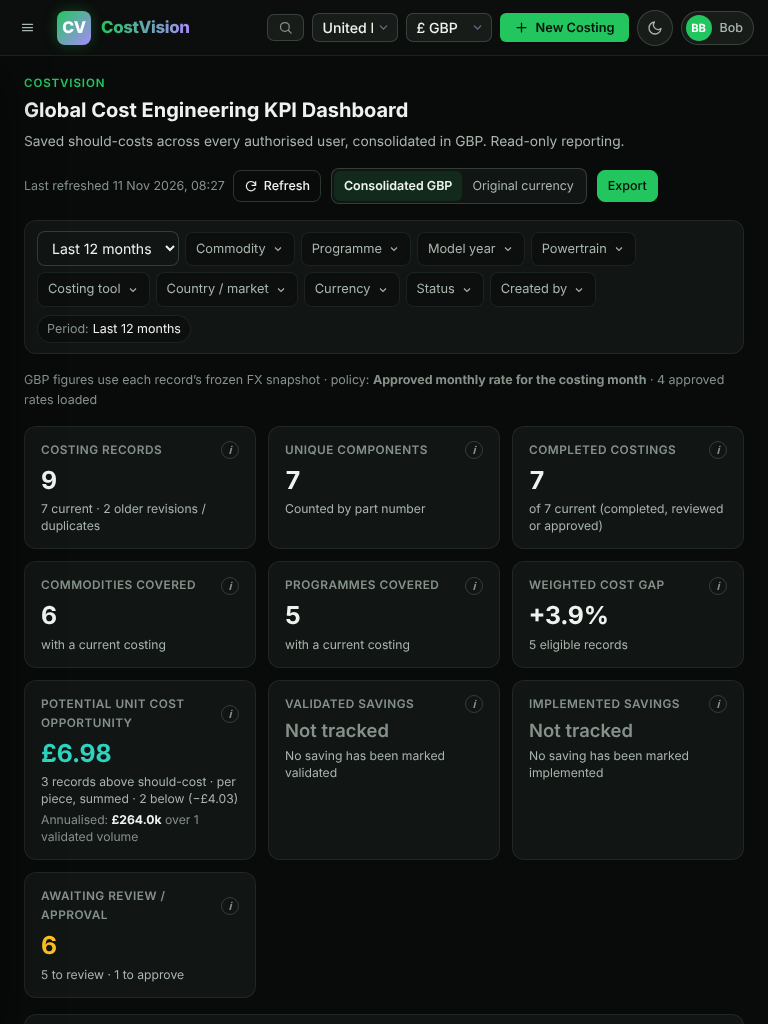 CV CostVision
United
£ GBP
New Costing
BB Bob
COSTVISION
Global Cost Engineering KPI Dashboard
Saved should-costs across every authorised user, consolidated in GBP. Read-only reporting.
Last refreshed 11 Nov 2026, 08:27
Refresh
Consolidated GBP
Original currency
Export
Last 12 months
Commodity
Programme
Model year
Powertrain
Costing tool
Country / market
Currency
Status
Created by
Period: Last 12 months
GBP figures use each record’s frozen FX snapshot · policy: Approved monthly rate for the costing month · 4 approved
rates loaded
COSTING RECORDS i
9
7 current · 2 older revisions /
duplicates
UNIQUE COMPONENTS i
7
Counted by part number
COMPLETED COSTINGS i
7
of 7 current (completed, reviewed
or approved)
COMMODITIES COVERED i
6
with a current costing
PROGRAMMES COVERED i
5
with a current costing
WEIGHTED COST GAP i
+3.9%
5 eligible records
POTENTIAL UNIT COST
OPPORTUNITY i
£6.98
3 records above should-cost · per
piece, summed · 2 below (−£4.03)
Annualised: £264.0k over 1
validated volume
VALIDATED SAVINGS i
Not tracked
No saving has been marked
validated
IMPLEMENTED SAVINGS i
Not tracked
No saving has been marked
implemented
AWAITING REVIEW /
APPROVAL i
6
5 to review · 1 to approve